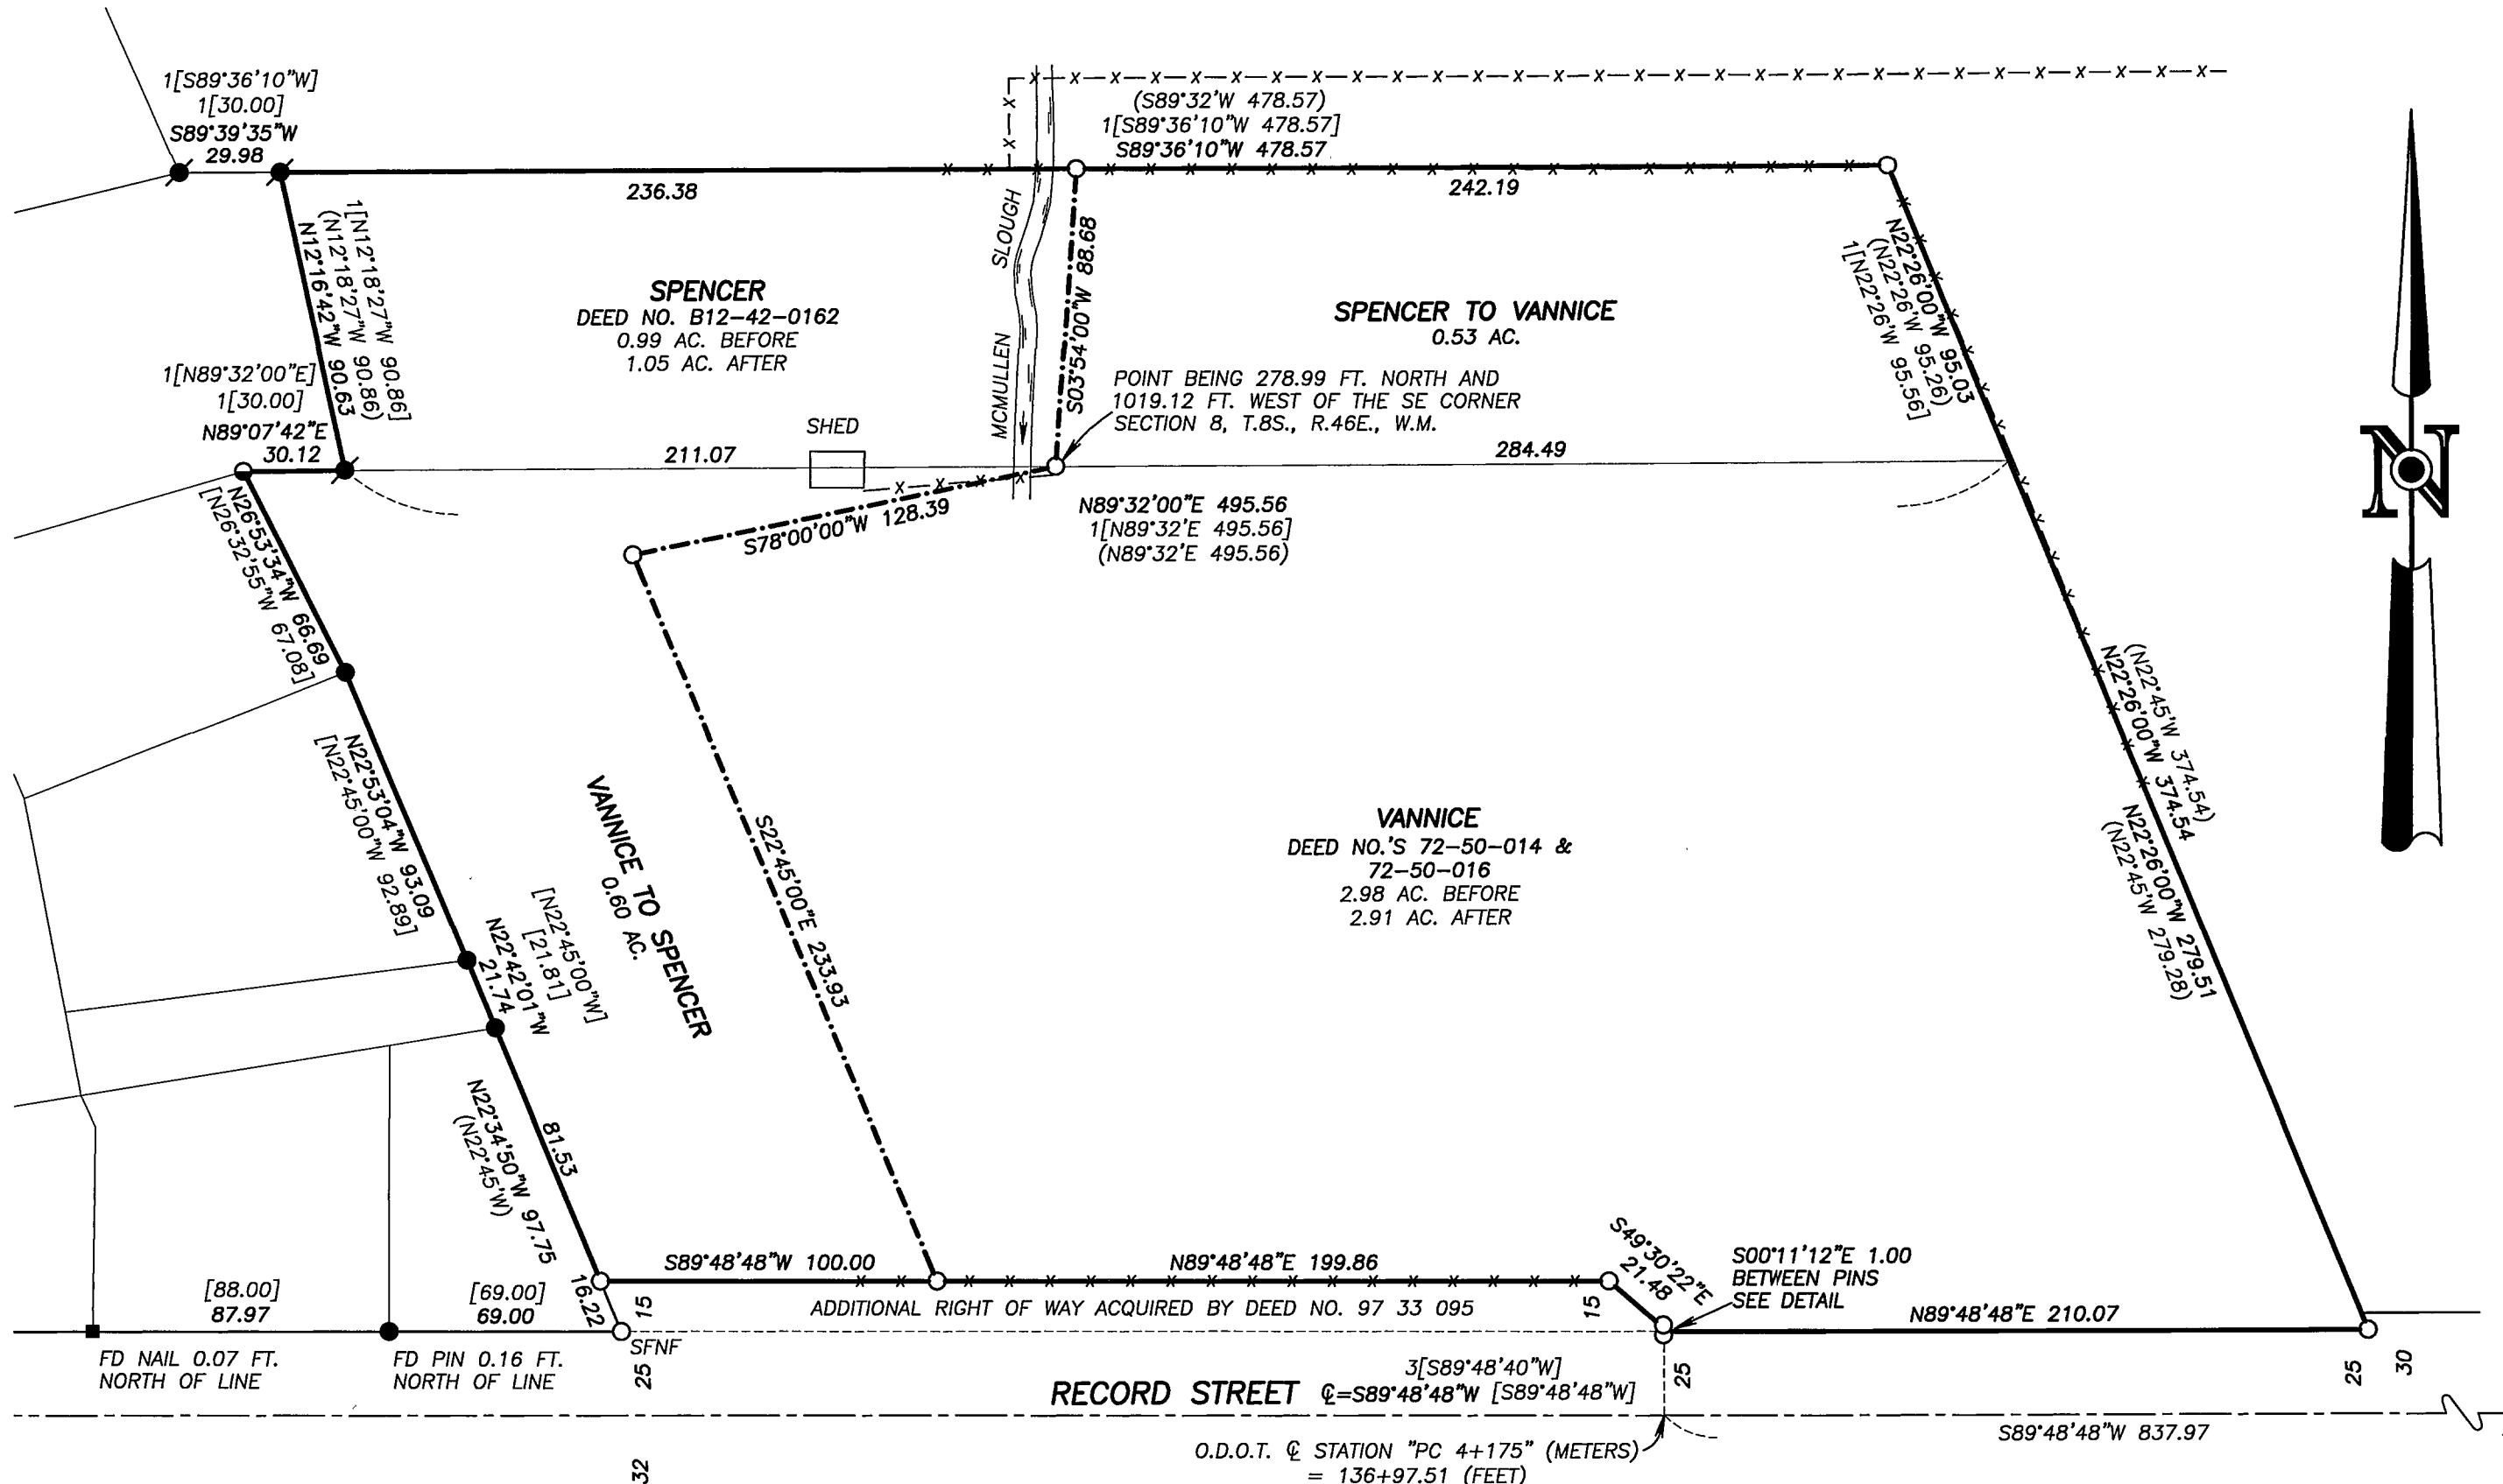 1[S89°36'10"W]
1[30.00]
S89°39'35"W
29.98
(S89°32'W 478.57)
1[S89°36'10"W 478.57]
S89°36'10"W 478.57
236.38
242.19
1[N12°18'27"W 90.86]
(N12°18'27"W 90.86)
N12°16'42"W 90.63
SPENCER
DEED NO. B12-42-0162
0.99 AC. BEFORE
1.05 AC. AFTER
MCMULLEN SLOUGH
S03°54'00"W 88.68
SPENCER TO VANNICE
0.53 AC.
N22°26'00"W 95.03
(N22°26'W 95.26)
1[N22°26'W 95.56]
1[N89°32'00"E]
1[30.00]
N89°07'42"E
30.12
POINT BEING 278.99 FT. NORTH AND
1019.12 FT. WEST OF THE SE CORNER
SECTION 8, T.8S., R.46E., W.M.
SHED
211.07
284.49
N
N89°32'00"E 495.56
1[N89°32'E 495.56]
(N89°32'E 495.56)
S78°00'00"W 128.39
N26°53'34"W 66.69
[N26°32'55"W 67.08]
(N22°45'W 374.54)
N22°26'00"W 374.54
N22°53'04"W 93.09
[N22°45'00"W 92.89]
VANNICE TO SPENCER
0.60 AC.
S22°45'00"E 233.93
VANNICE
DEED NO.'S 72-50-014 &
72-50-016
2.98 AC. BEFORE
2.91 AC. AFTER
N22°26'00"W 279.51
(N22°45'W 279.28)
[N22°45'00"W]
[21.81]
N22°42'01"W
21.74
81.53
N22°34'50"W 97.75
(N22°45'W)
S89°48'48"W 100.00
N89°48'48"E 199.86
S49°30'22"E
21.48
S00°11'12"E 1.00
BETWEEN PINS
SEE DETAIL
[88.00]
87.97
[69.00]
69.00
16.22
15
ADDITIONAL RIGHT OF WAY ACQUIRED BY DEED NO. 97 33 095
15
N89°48'48"E 210.07
SFNF
FD NAIL 0.07 FT.
NORTH OF LINE
FD PIN 0.16 FT.
NORTH OF LINE
25
3[S89°48'40"W]
25
25
30
RECORD STREET ℄=S89°48'48"W [S89°48'48"W]
S89°48'48"W 837.97
O.D.O.T. ℄ STATION "PC 4+175" (METERS)
= 136+97.51 (FEET)
32